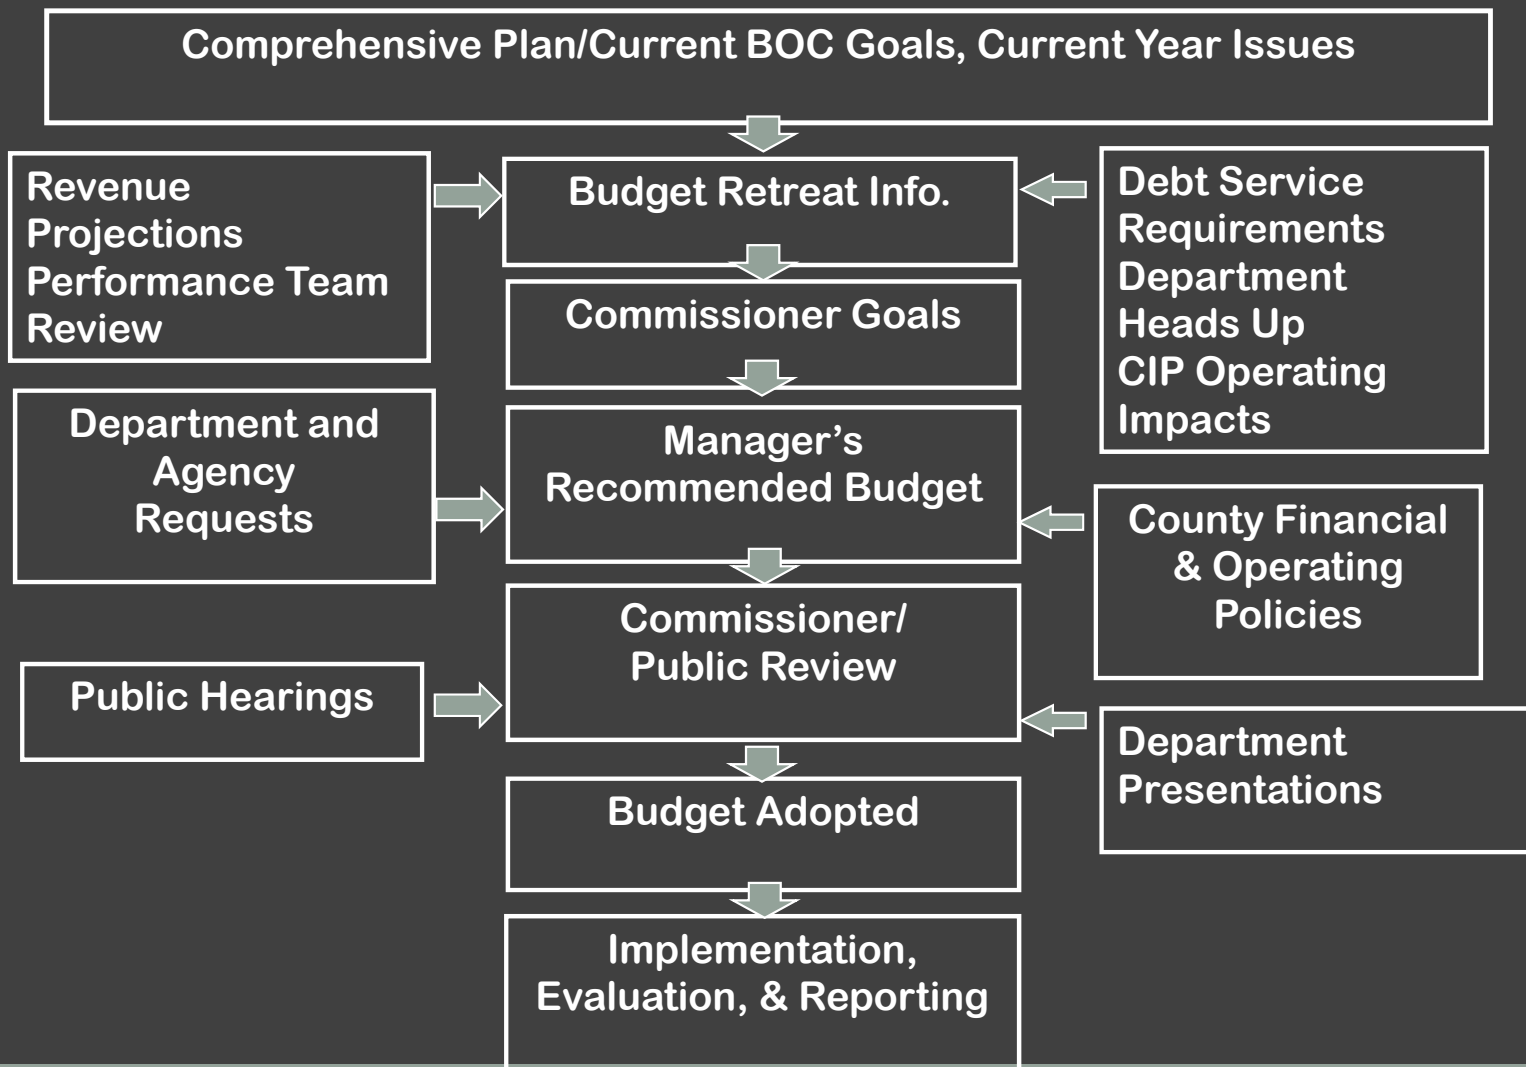 Comprehensive Plan/Current BOC Goals, Current Year Issues
Revenue
Projections
Performance Team
Review
Budget Retreat Info.
Debt Service
Requirements
Department
Heads Up
CIP Operating
Impacts
Commissioner Goals
Department and
Agency
Requests
Manager’s
Recommended Budget
County Financial
& Operating
Policies
Public Hearings
Commissioner/
Public Review
Department
Presentations
Budget Adopted
Implementation,
Evaluation, & Reporting